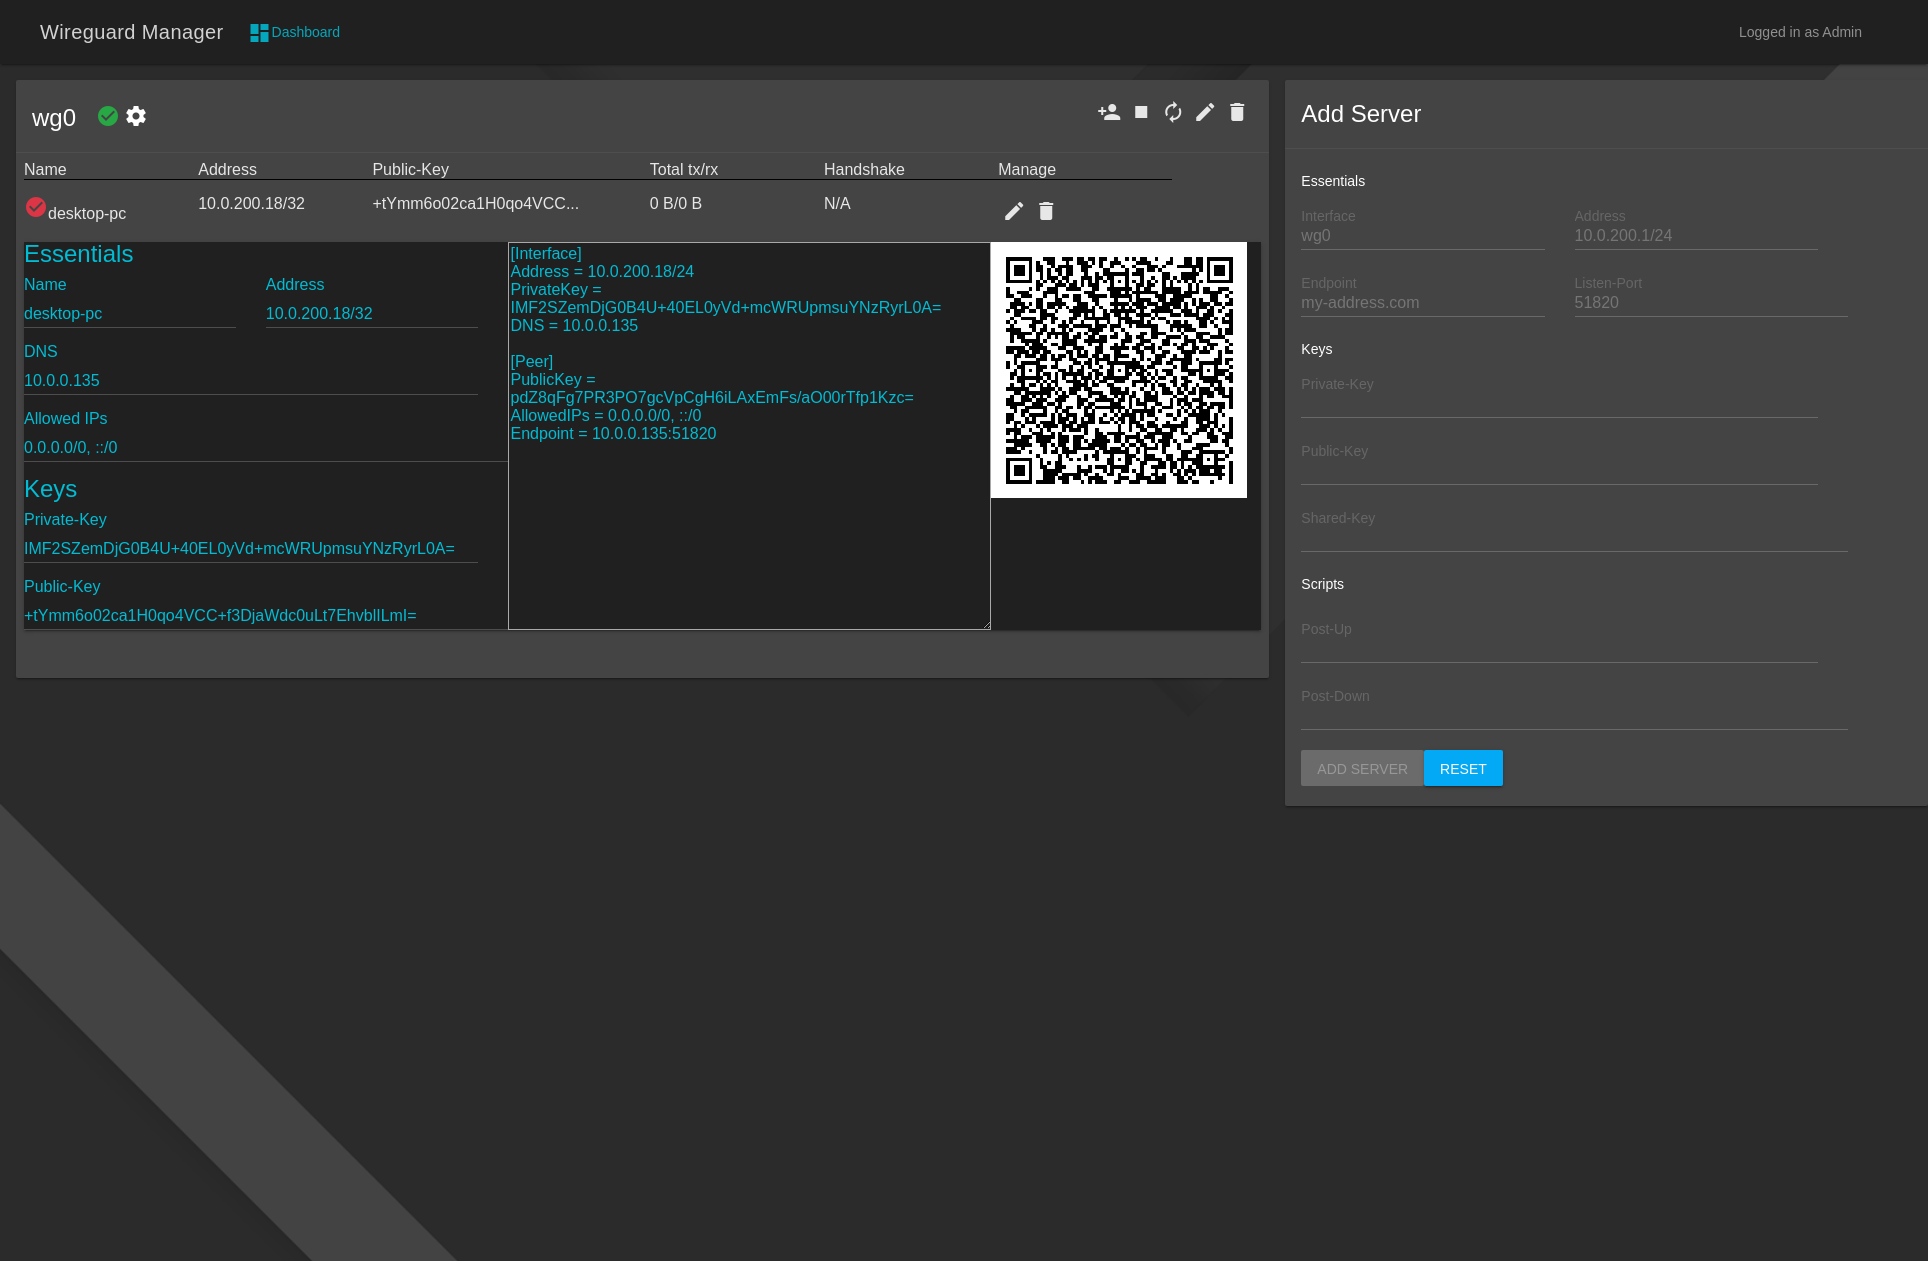 Wireguard Manager
Dashboard
Logged in as Admin
wg0
Name Address Public-Key Total tx/rx Handshake Manage
desktop-pc 10.0.200.18/32 +tYmm6o02ca1H0qo4VCC... 0 B/0 B N/A
Essentials
Name Address
desktop-pc 10.0.200.18/32
DNS
10.0.0.135
Allowed IPs
0.0.0.0/0, ::/0
Keys
Private-Key
IMF2SZemDjG0B4U+40EL0yVd+mcWRUpmsuYNzRyrL0A=
Public-Key
+tYmm6o02ca1H0qo4VCC+f3DjaWdc0uLt7EhvblILmI=
[Interface]
Address = 10.0.200.18/24
PrivateKey =
IMF2SZemDjG0B4U+40EL0yVd+mcWRUpmsuYNzRyrL0A=
DNS = 10.0.0.135
[Peer]
PublicKey =
pdZ8qFg7PR3PO7gcVpCgH6iLAxEmFs/aO00rTfp1Kzc=
AllowedIPs = 0.0.0.0/0, ::/0
Endpoint = 10.0.0.135:51820
Add Server
Essentials
Interface Address
wg0 10.0.200.1/24
Endpoint Listen-Port
my-address.com 51820
Keys
Private-Key
Public-Key
Shared-Key
Scripts
Post-Up
Post-Down
ADD SERVER RESET